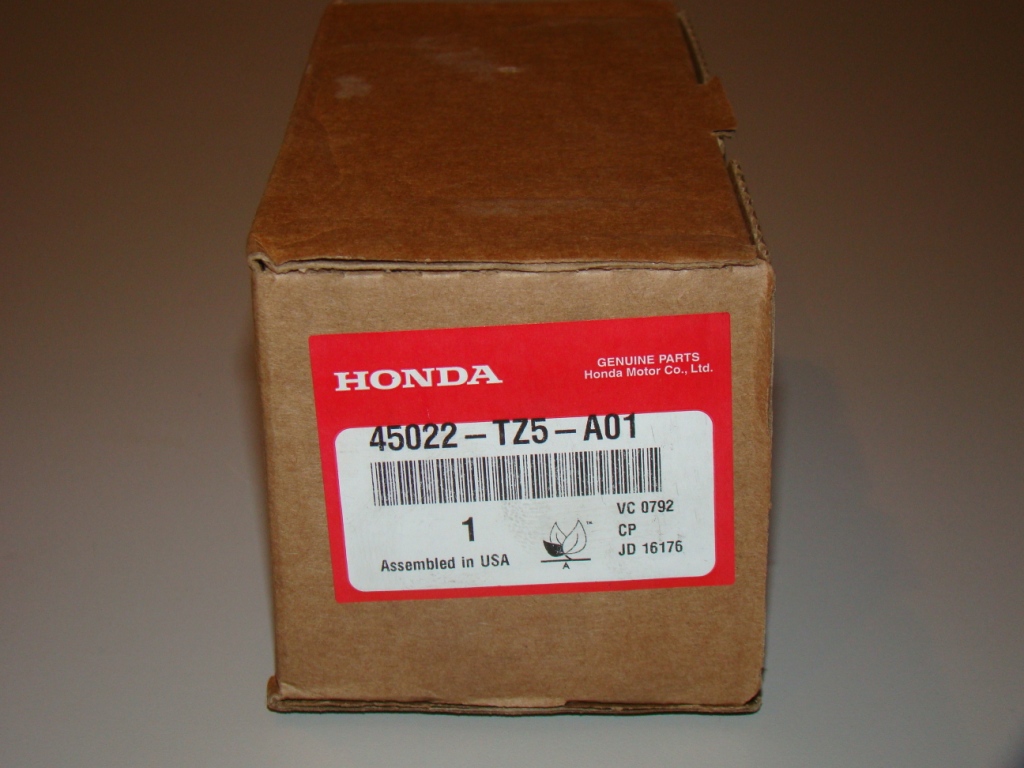 HONDA
GENUINE PARTS
Honda Motor Co., Ltd.
45022-TZ5-A01
1
VC 0792
CP
JD 16176
Assembled in USA
™
A